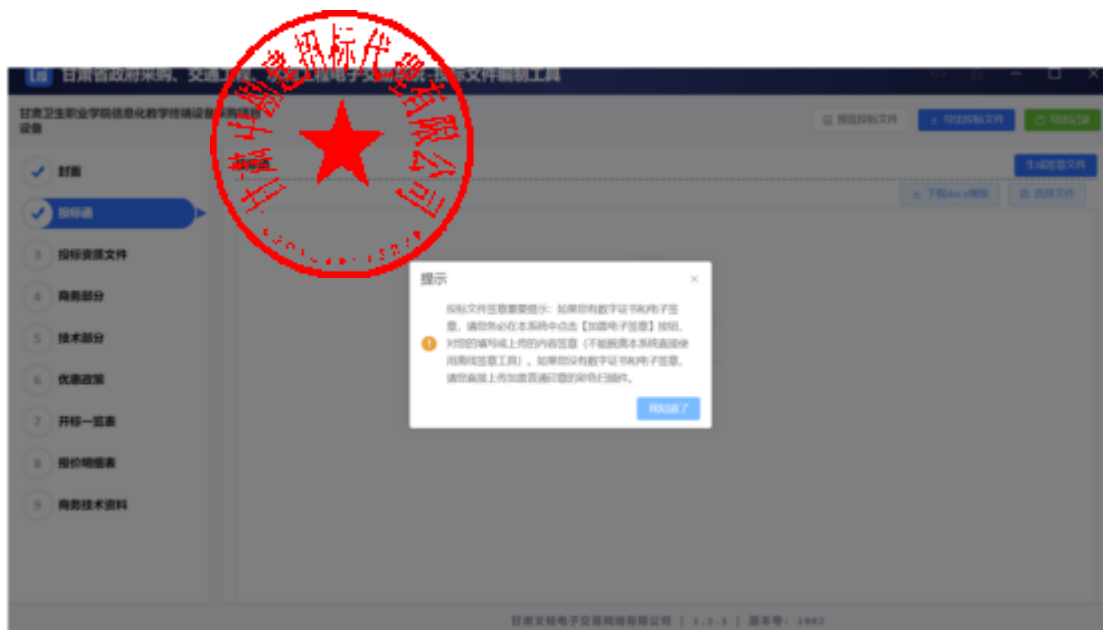 甘肃省政府采购、交通工程、水利工程电子交易系统-投标文件编制工具
甘肃卫生职业学院信息化教学终端设备采购项目
设备
预览投标文件
导出投标文件
封面
生成签章文件
投标函
下载docx模板
选择文件
3 投标资质文件
4 商务部分
5 技术部分
6 优惠政策
7 开标一览表
8 报价明细表
9 商务技术资料
提示
投标文件签章重要提示：如果您有数字证书和电子签
章，请您务必在本系统中点击【加盖电子签章】按钮，
对您的填写或上传的内容签章（不能脱离本系统直接使
用离线签章工具）。如果您没有数字证书和电子签章，
请您直接上传加盖普通印章的彩色扫描件。
我知道了
甘肃文锐电子交易网络有限公司 | 1.2.3 | 版本号: 1002